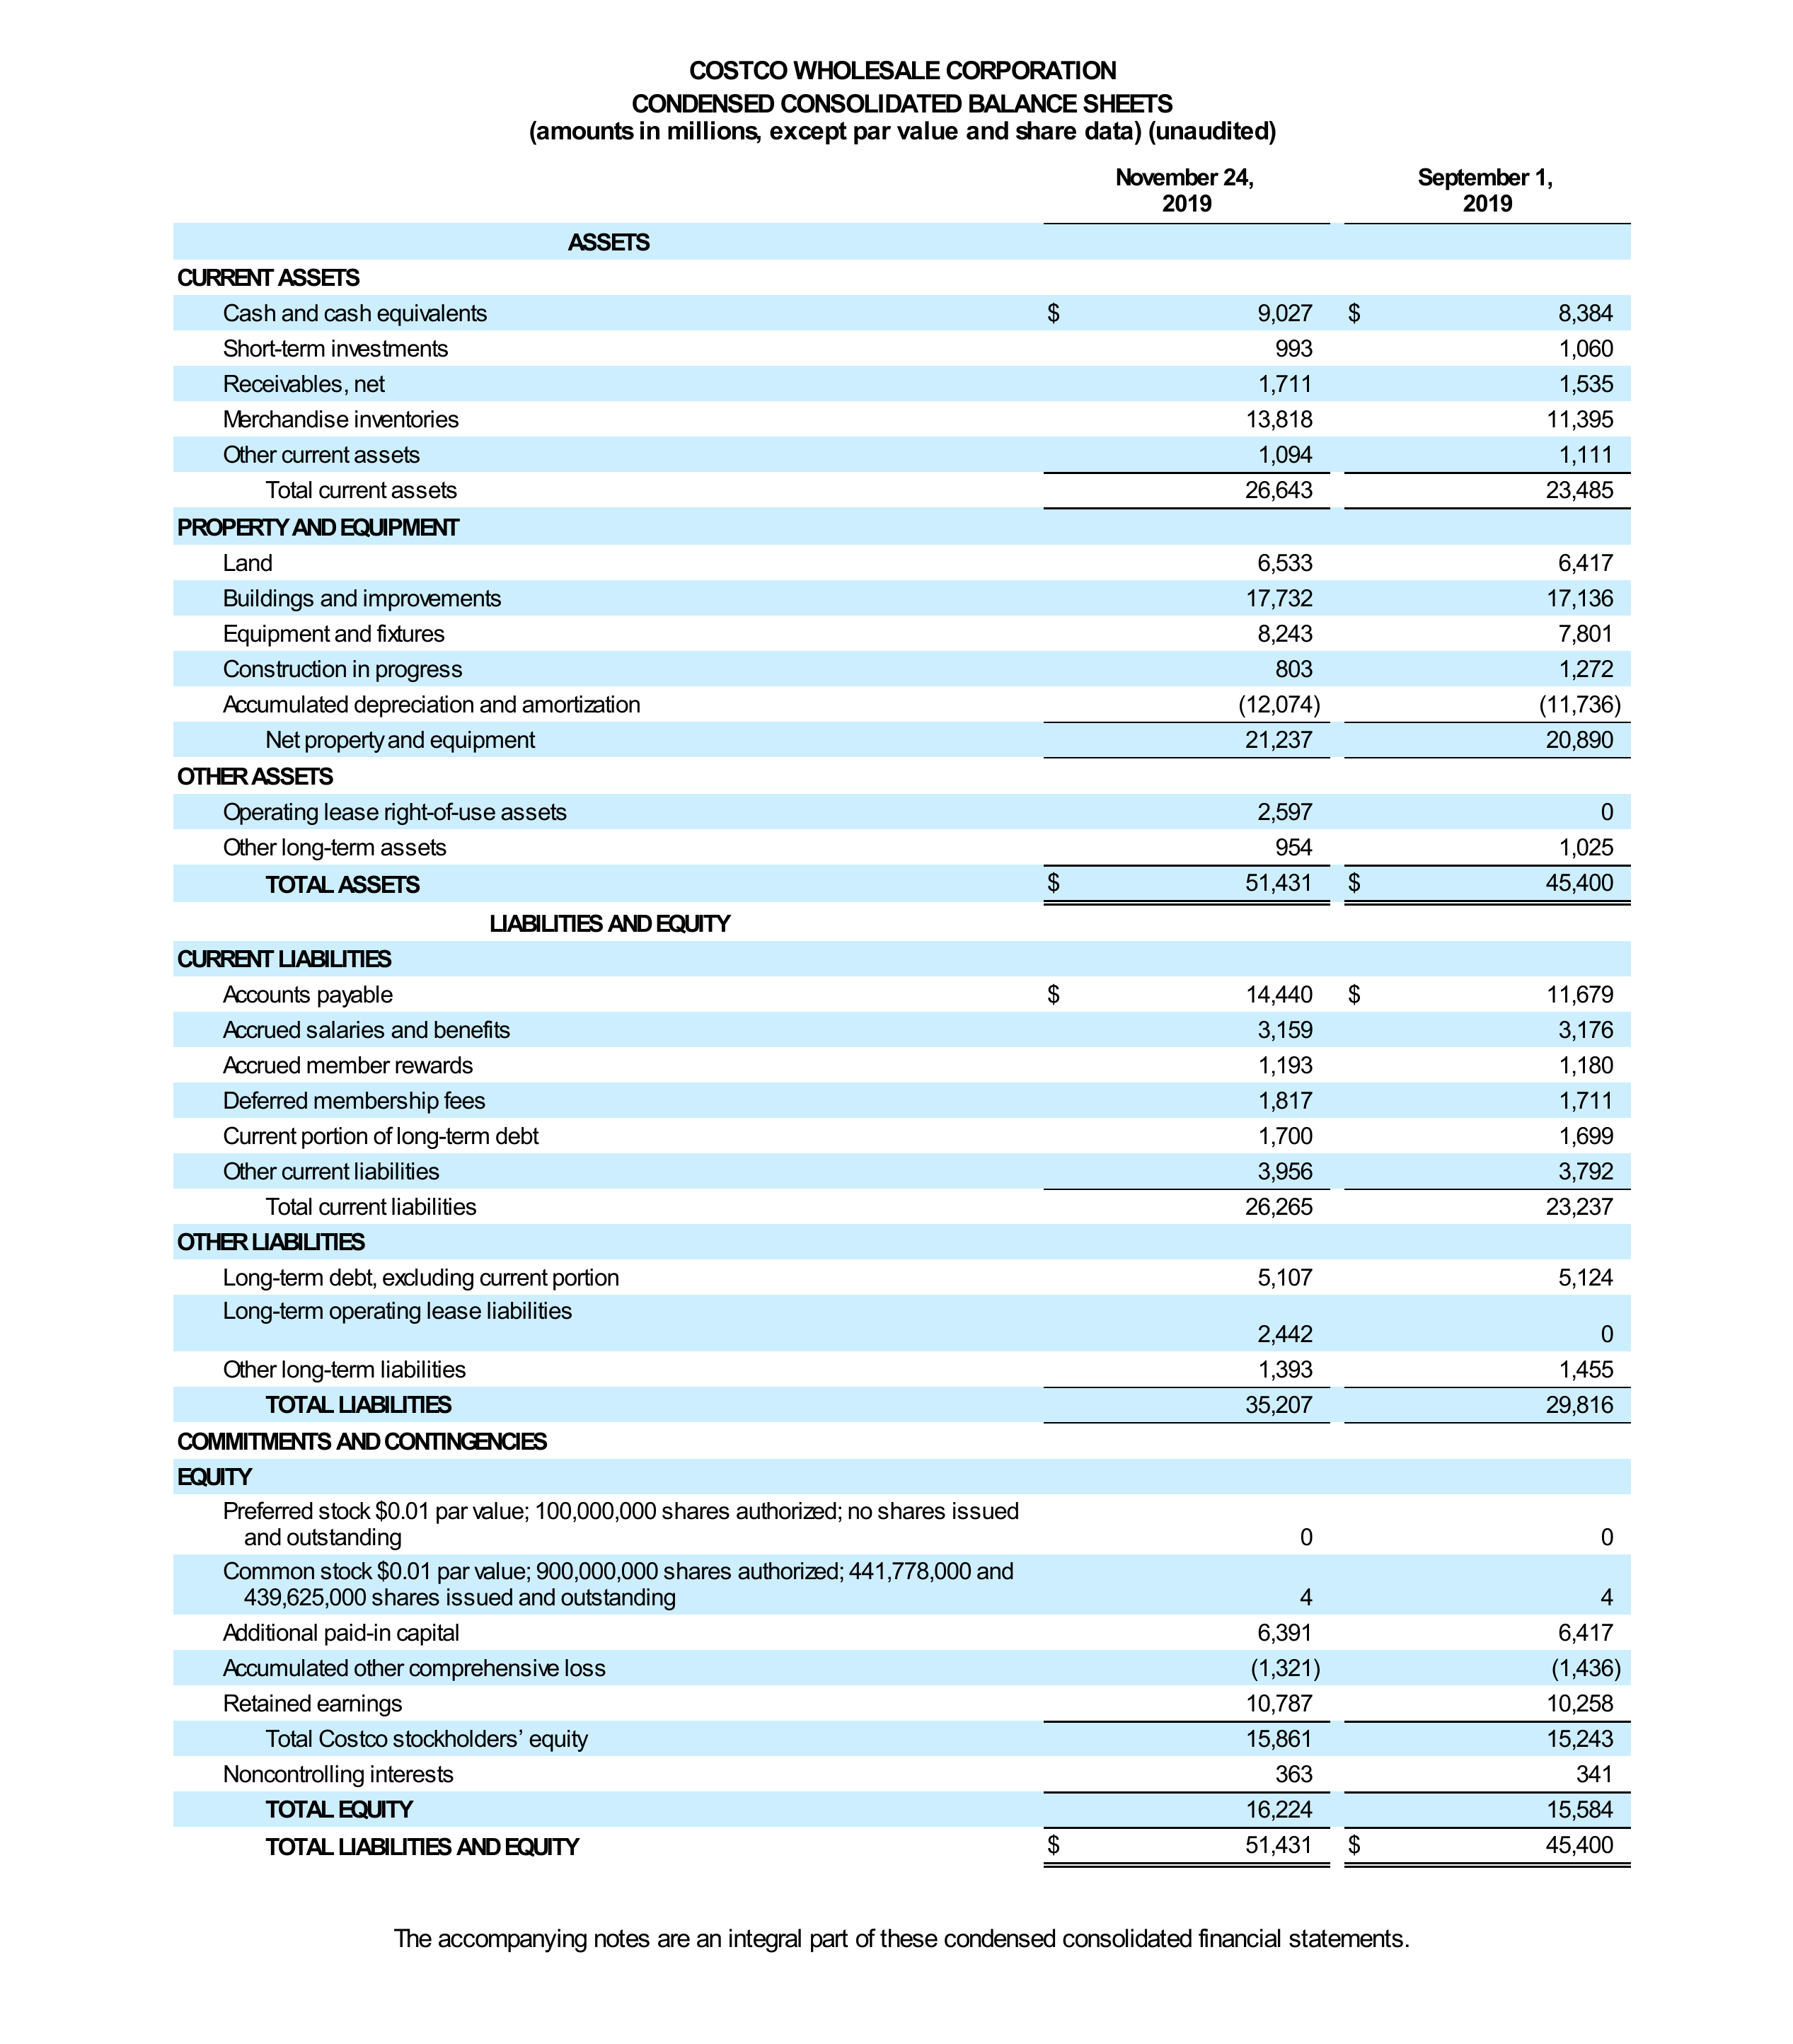 COSTCO WHOLESALE CORPORATION
CONDENSED CONSOLIDATED BALANCE SHEETS
(amounts in millions, except par value and share data) (unaudited)
November 24, 2019 September 1, 2019
ASSETS
CURRENT ASSETS
Cash and cash equivalents $ 9,027 $ 8,384
Short-term investments 993 1,060
Receivables, net 1,711 1,535
Merchandise inventories 13,818 11,395
Other current assets 1,094 1,111
Total current assets 26,643 23,485
PROPERTY AND EQUIPMENT
Land 6,533 6,417
Buildings and improvements 17,732 17,136
Equipment and fixtures 8,243 7,801
Construction in progress 803 1,272
Accumulated depreciation and amortization (12,074) (11,736)
Net property and equipment 21,237 20,890
OTHER ASSETS
Operating lease right-of-use assets 2,597 0
Other long-term assets 954 1,025
TOTAL ASSETS $ 51,431 $ 45,400
LIABILITIES AND EQUITY
CURRENT LIABILITIES
Accounts payable $ 14,440 $ 11,679
Accrued salaries and benefits 3,159 3,176
Accrued member rewards 1,193 1,180
Deferred membership fees 1,817 1,711
Current portion of long-term debt 1,700 1,699
Other current liabilities 3,956 3,792
Total current liabilities 26,265 23,237
OTHER LIABILITIES
Long-term debt, excluding current portion 5,107 5,124
Long-term operating lease liabilities 2,442 0
Other long-term liabilities 1,393 1,455
TOTAL LIABILITIES 35,207 29,816
COMMITMENTS AND CONTINGENCIES
EQUITY
Preferred stock $0.01 par value; 100,000,000 shares authorized; no shares issued
and outstanding 0 0
Common stock $0.01 par value; 900,000,000 shares authorized; 441,778,000 and
439,625,000 shares issued and outstanding 4 4
Additional paid-in capital 6,391 6,417
Accumulated other comprehensive loss (1,321) (1,436)
Retained earnings 10,787 10,258
Total Costco stockholders’ equity 15,861 15,243
Noncontrolling interests 363 341
TOTAL EQUITY 16,224 15,584
TOTAL LIABILITIES AND EQUITY $ 51,431 $ 45,400
The accompanying notes are an integral part of these condensed consolidated financial statements.